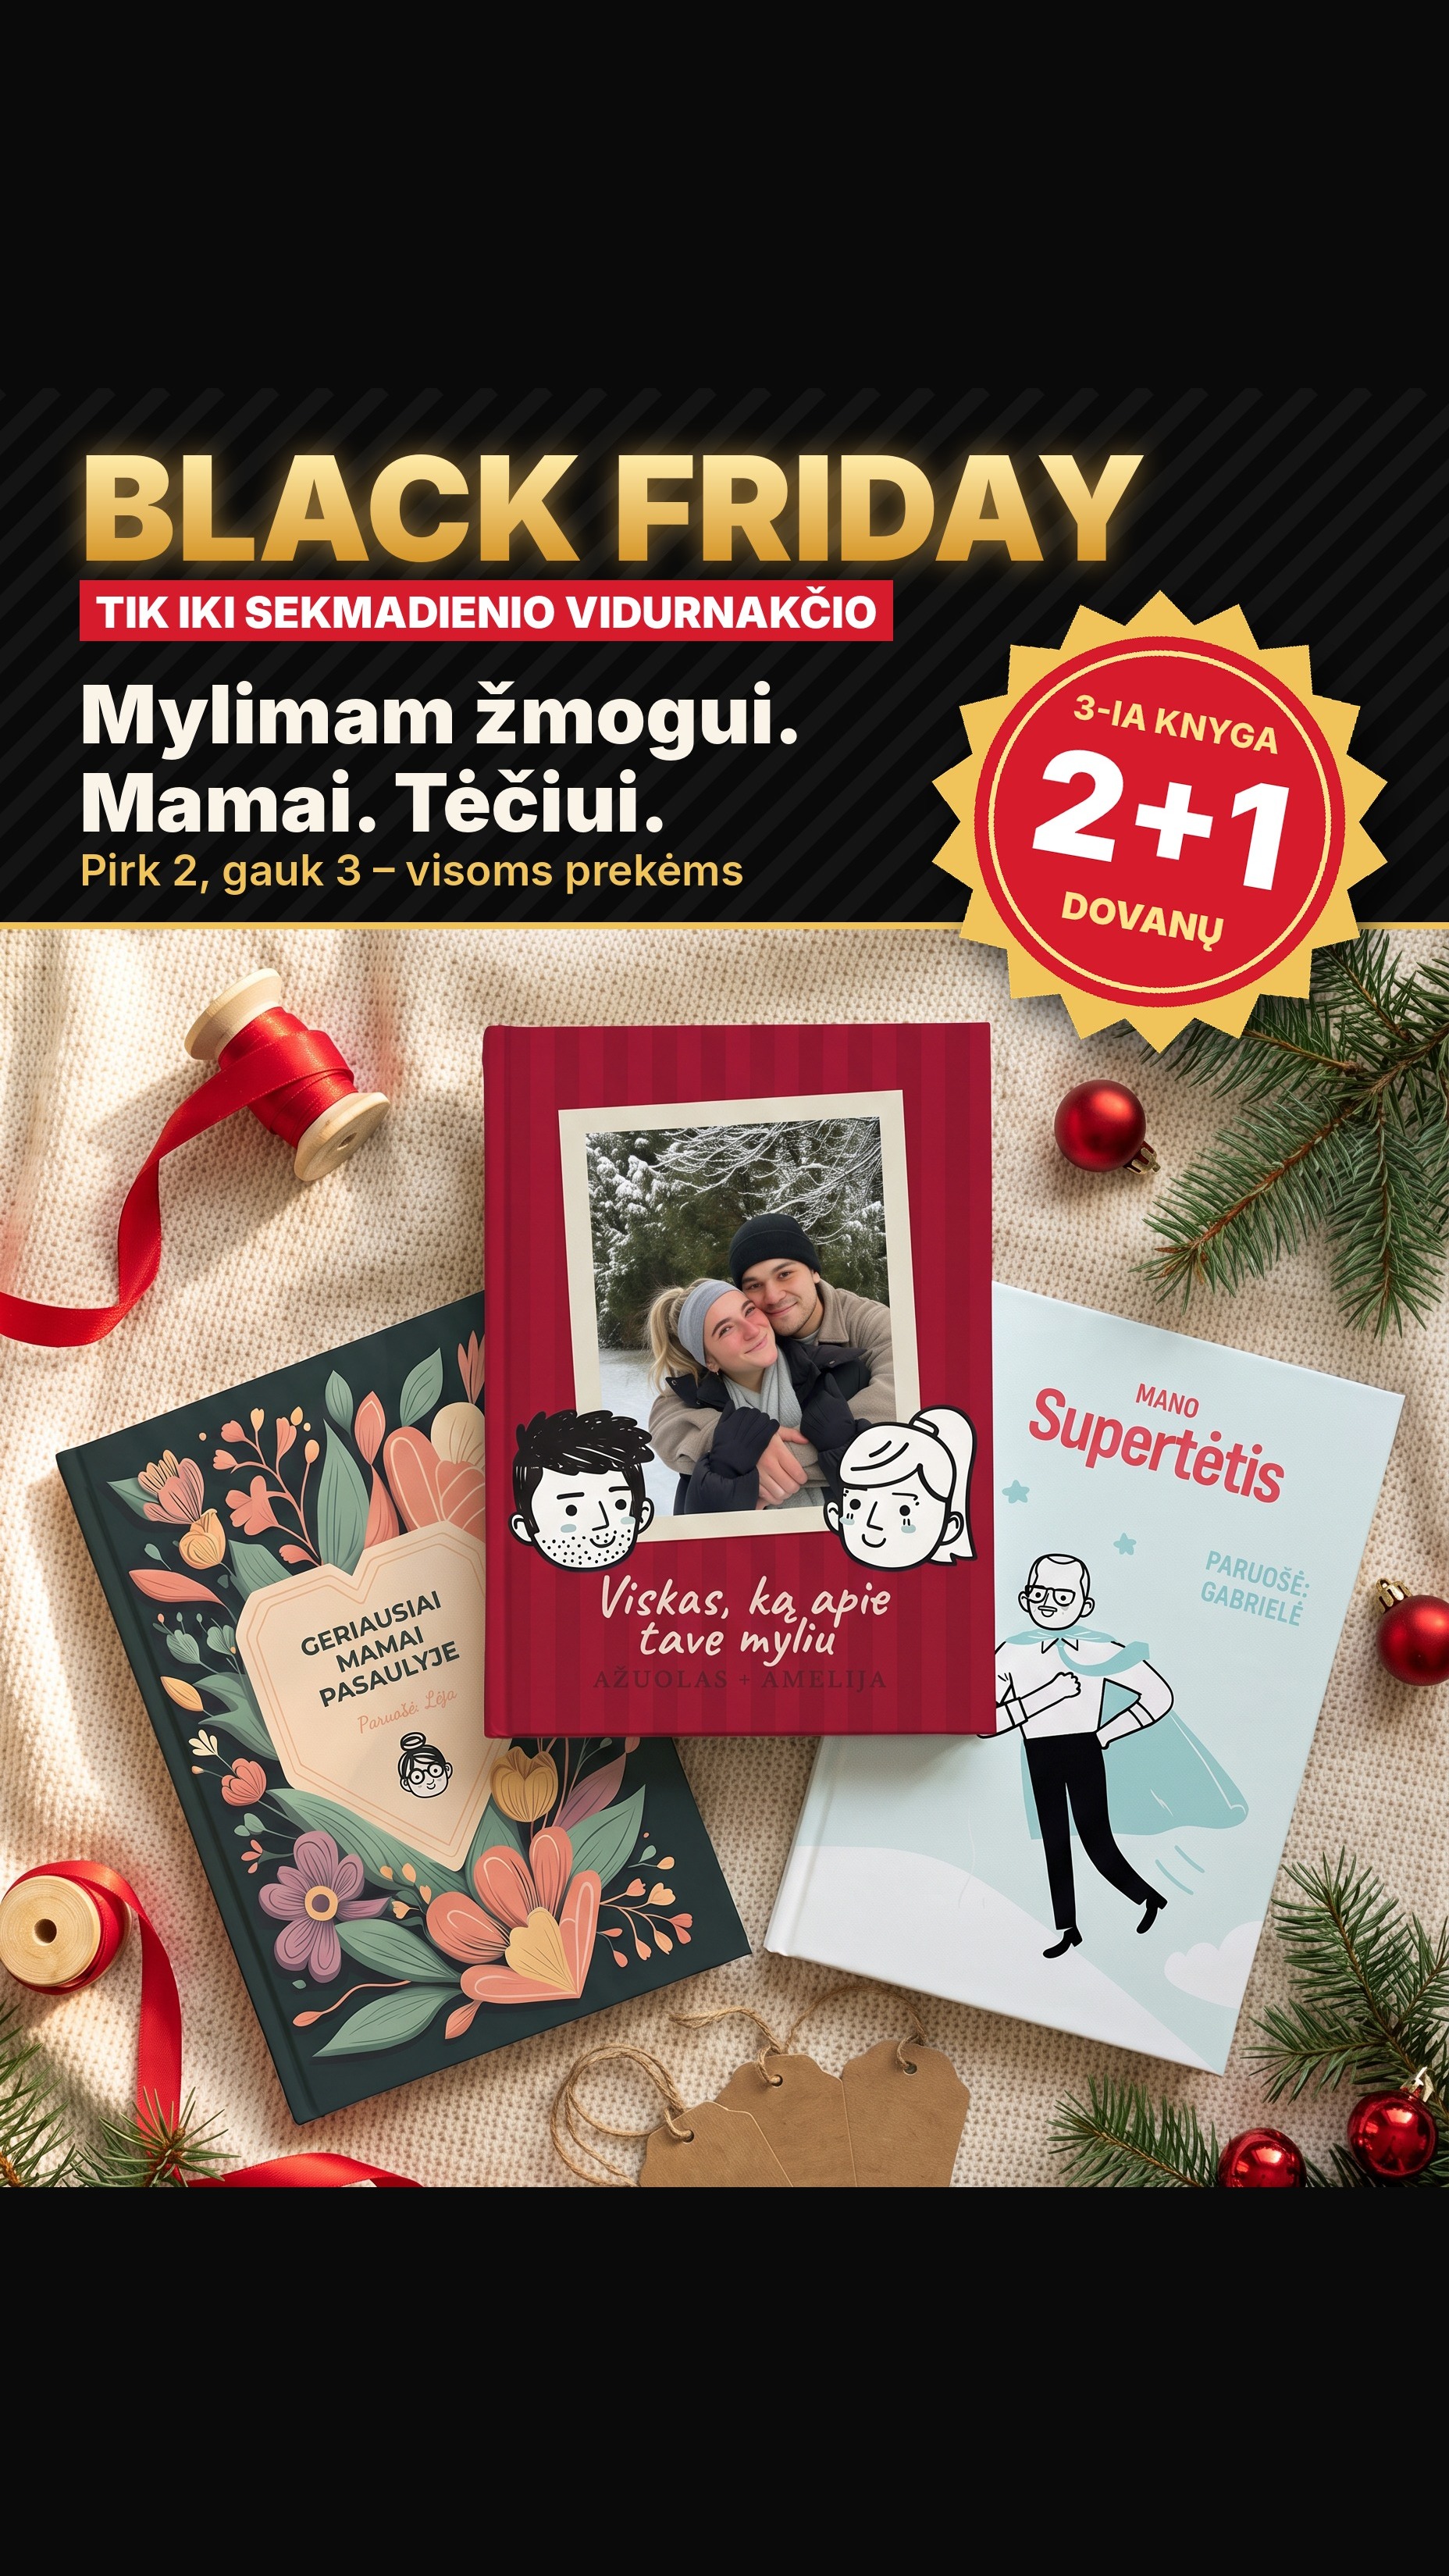 BLACK FRIDAY
TIK IKI SEKMADIENIO VIDURNAKČIO
Mylimam žmogui.
Mamai. Tėčiui.
Pirk 2, gauk 3 – visoms prekėms
3-IA KNYGA
2+1
DOVANŲ
GERIAUSIAI
MAMAI
PASAULYJE
Paruošė: Lėja
Viskas, ką apie
tave myliu
AŽUOLAS + AMELIJA
MANO
Supertėtis
PARUOŠĖ:
GABRIELĖ